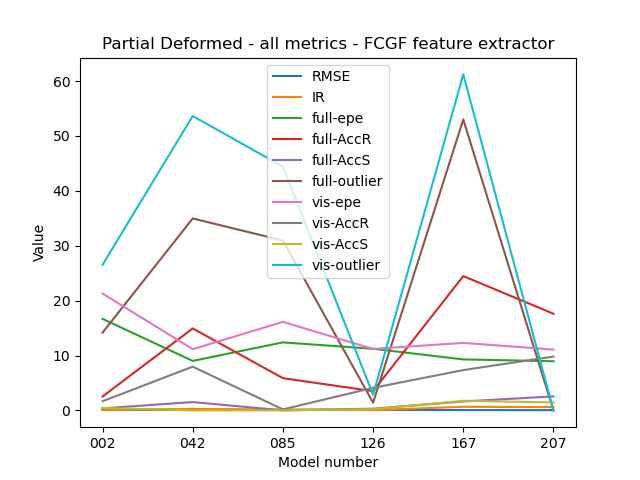 Partial Deformed - all metrics - FCGF feature extractor
60
50
40
30
20
10
0
Value
RMSE
IR
full-epe
full-AccR
full-AccS
full-outlier
vis-epe
vis-AccR
vis-AccS
vis-outlier
002 042 085 126 167 207
Model number